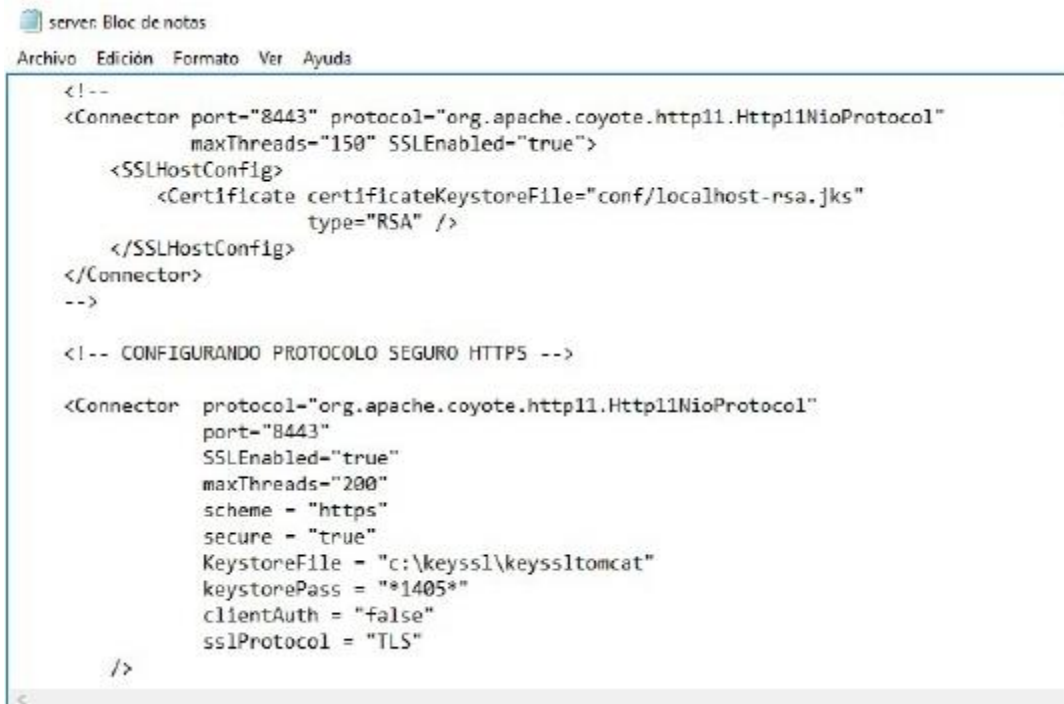 server: Bloc de notas
Archivo Edición Formato Ver Ayuda
<!--
<Connector port="8443" protocol="org.apache.coyote.http11.Http11NioProtocol"
maxThreads="150" SSLEnabled="true">
<SSLHostConfig>
<Certificate certificateKeystoreFile="conf/localhost-rsa.jks"
type="RSA" />
</SSLHostConfig>
</Connector>
-->
<!-- CONFIGURANDO PROTOCOLO SEGURO HTTPS -->
<Connector protocol="org.apache.coyote.http11.Http11NioProtocol"
port="8443"
SSLEnabled="true"
maxThreads="200"
scheme = "https"
secure = "true"
KeystoreFile = "c:\keyssl\keyssltomcat"
keystorePass = "*1405*"
clientAuth = "false"
sslProtocol = "TLS"
/>